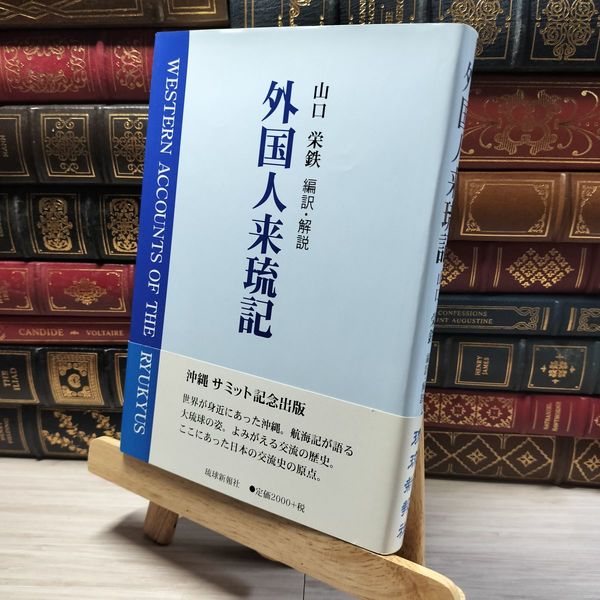 WESTERN ACCOUNTS OF THE RYUKYUS
山口 栄鉄 編訳・解説
外国人来琉記
沖縄 サミット記念出版
世界が身近にあった沖縄。航海記が語る
大琉球の姿。よみがえる交流の歴史。
ここにあった日本の交流史の原点。
琉球新報社 ●定価2000+税
外国人来琉記
CANDIDE VOLTAIRE
CONFESSIONS
SAINT AUGUSTINE
HENRY
JAMES
THE ILIAD